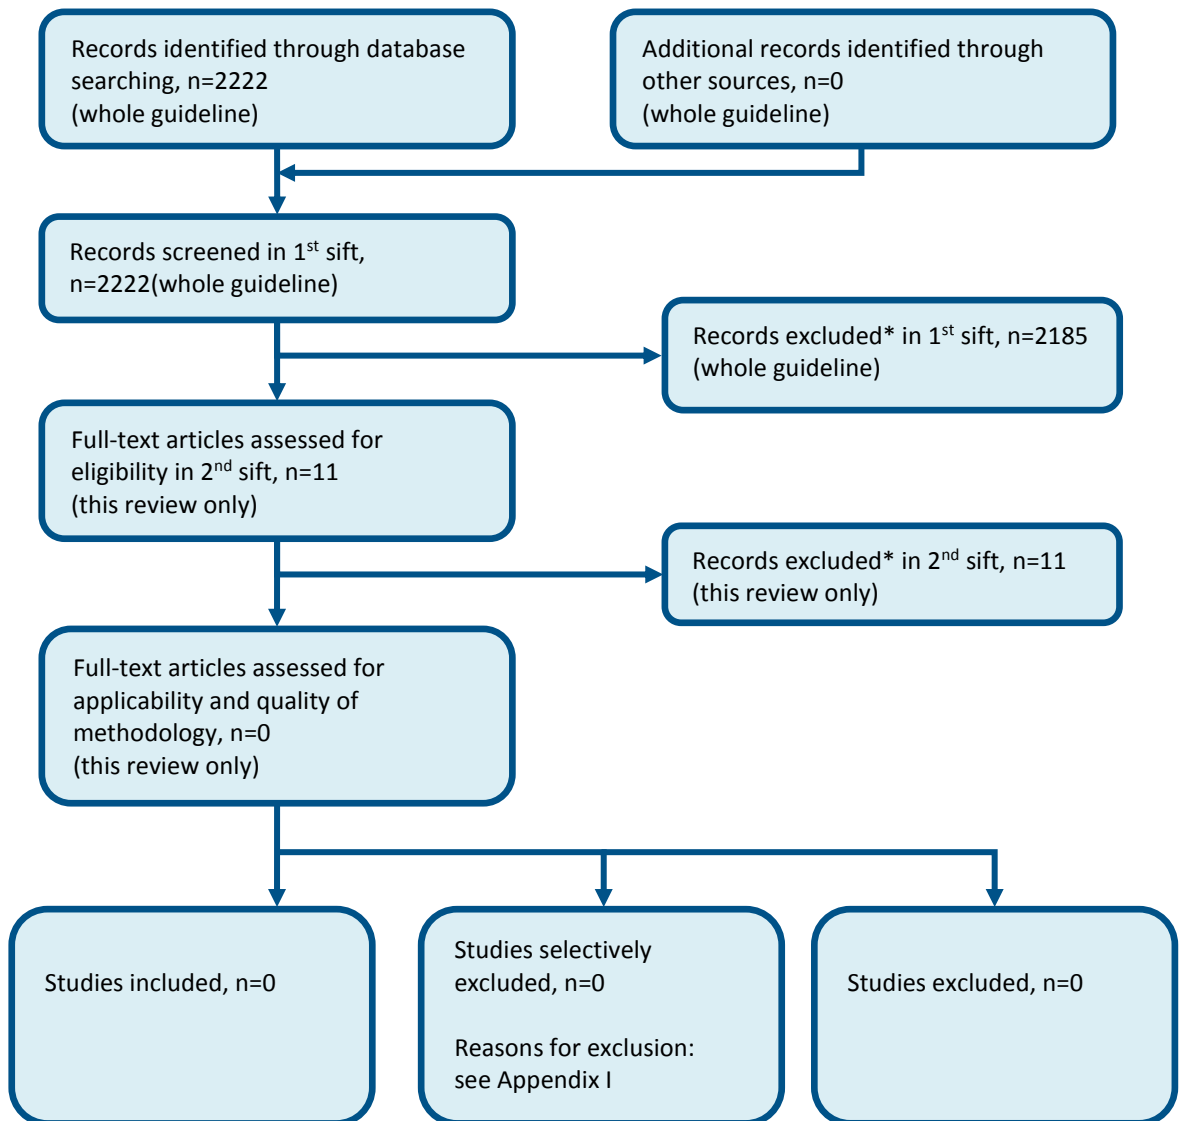 Records identified through database
searching, n=2222
(whole guideline)
Additional records identified through
other sources, n=0
(whole guideline)
Records screened in 1st sift,
n=2222(whole guideline)
Records excluded* in 1st sift, n=2185
(whole guideline)
Full-text articles assessed for
eligibility in 2nd sift, n=11
(this review only)
Records excluded* in 2nd sift, n=11
(this review only)
Full-text articles assessed for
applicability and quality of
methodology, n=0
(this review only)
Studies included, n=0
Studies selectively
excluded, n=0
Reasons for exclusion:
see Appendix I
Studies excluded, n=0